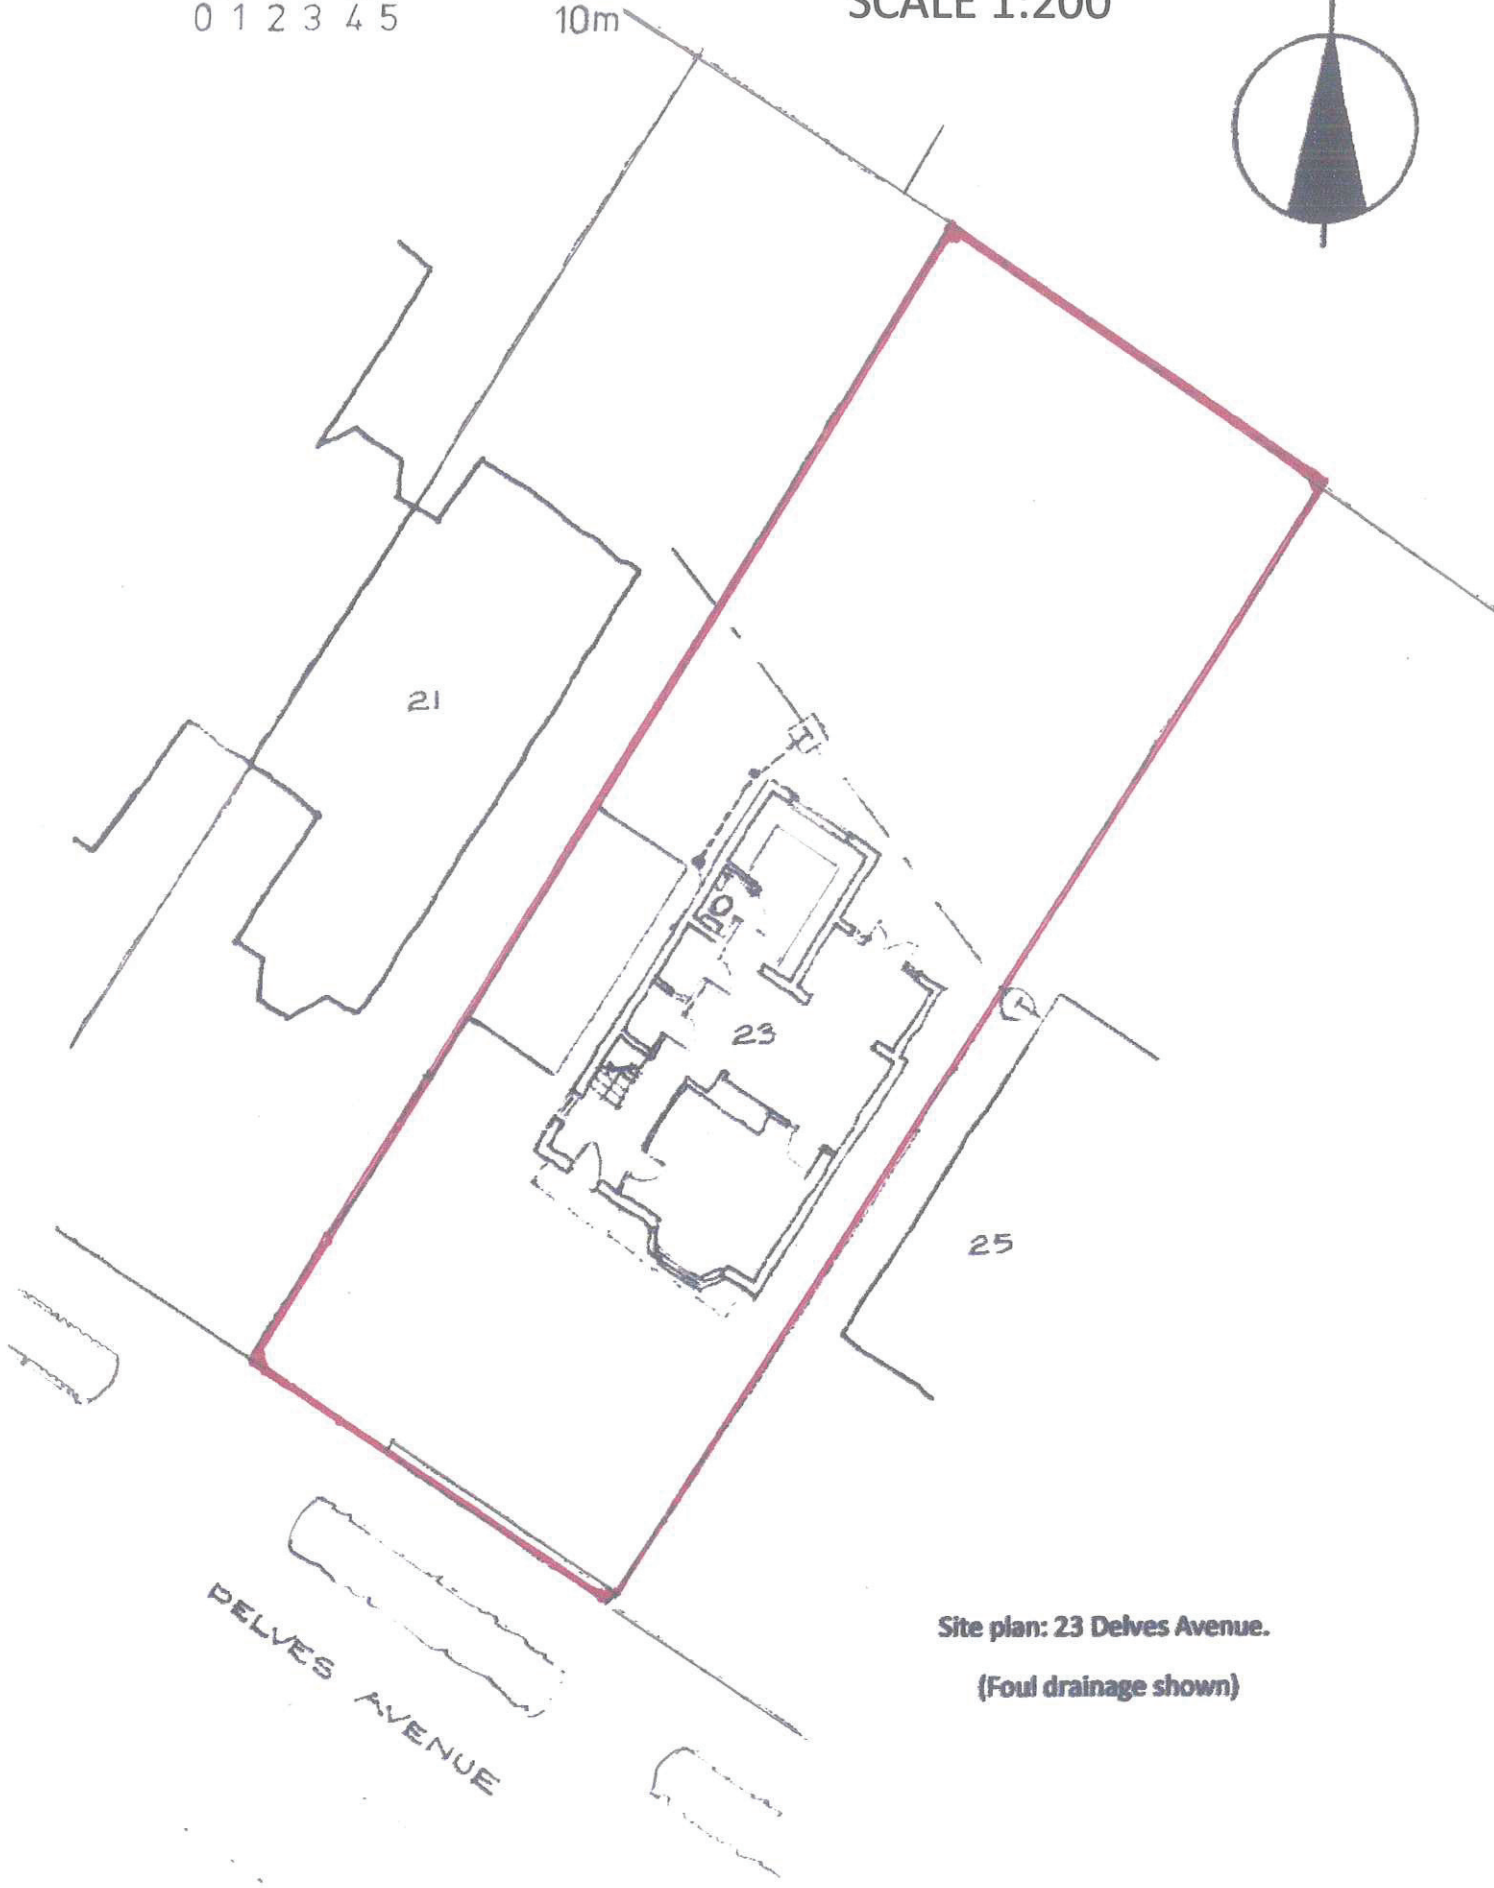 0 1 2 3 4 5 10m
SCALE 1:200
21
23
25
DELVES AVENUE
Site plan: 23 Delves Avenue.
(Foul drainage shown)